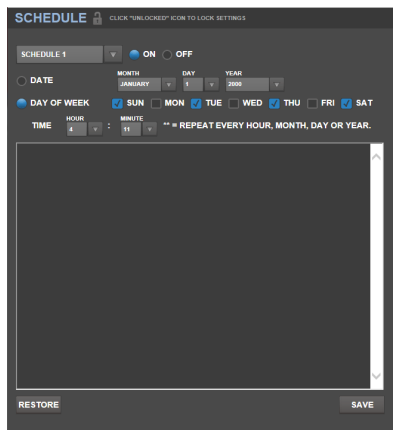 SCHEDULE CLICK "UNLOCKED" ICON TO LOCK SETTINGS
SCHEDULE 1 ON OFF
MONTH DAY YEAR
DATE JANUARY 1 2000
DAY OF WEEK SUN MON TUE WED THU FRI SAT
HOUR MINUTE
TIME 4 : 11 ** = REPEAT EVERY HOUR, MONTH, DAY OR YEAR.
RESTORE SAVE